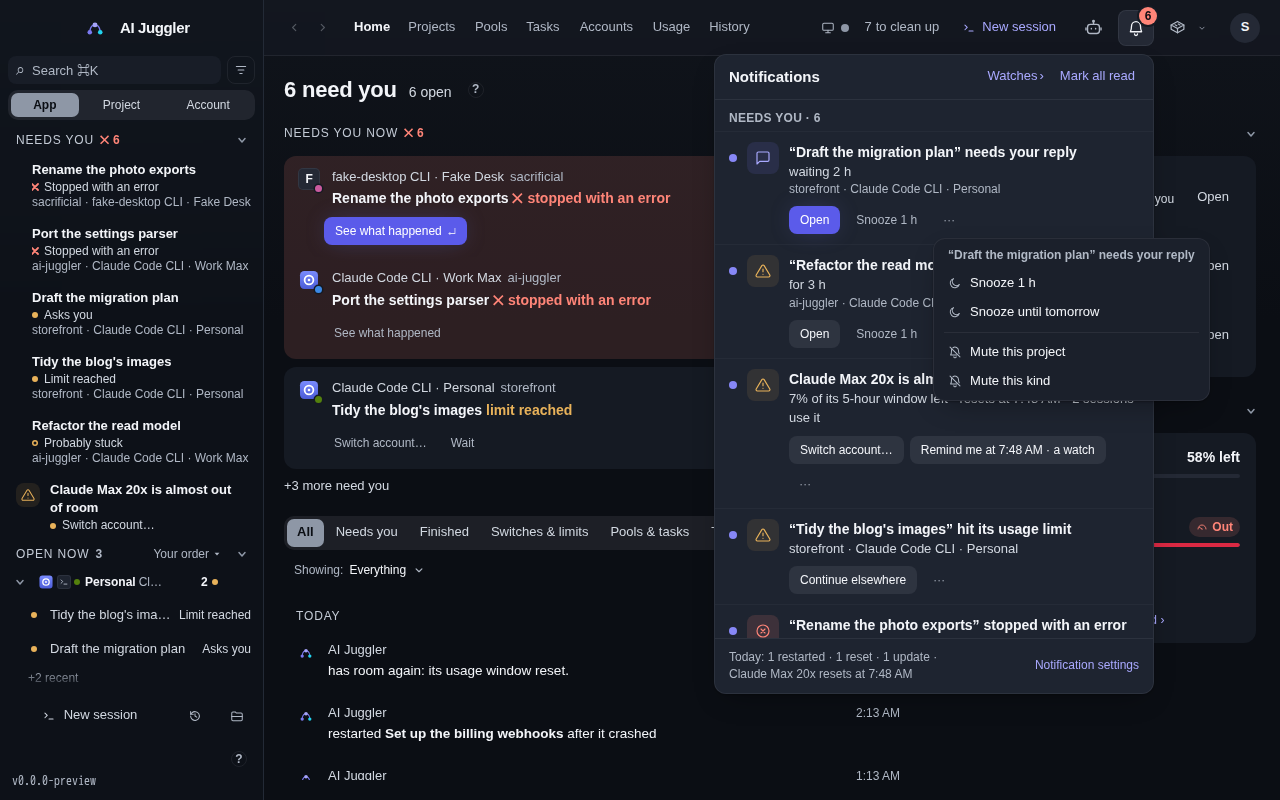 AI Juggler
Search ⌘K
App Project Account
NEEDS YOU 6
Rename the photo exports
Stopped with an error
sacrificial · fake-desktop CLI · Fake Desk
Port the settings parser
Stopped with an error
ai-juggler · Claude Code CLI · Work Max
Draft the migration plan
Asks you
storefront · Claude Code CLI · Personal
Tidy the blog's images
Limit reached
storefront · Claude Code CLI · Personal
Refactor the read model
Probably stuck
ai-juggler · Claude Code CLI · Work Max
Claude Max 20x is almost out
of room
Switch account…
OPEN NOW 3 Your order
Personal Cl… 2
Tidy the blog's ima… Limit reached
Draft the migration plan Asks you
+2 recent
New session
?
v0.0.0-preview
Home Projects Pools Tasks Accounts Usage History
7 to clean up New session 6 S
6 need you 6 open ?
NEEDS YOU NOW 6
F fake-desktop CLI · Fake Desk sacrificial
Rename the photo exports stopped with an error
See what happened
Claude Code CLI · Work Max ai-juggler
Port the settings parser stopped with an error
See what happened
Claude Code CLI · Personal storefront
Tidy the blog's images limit reached
Switch account… Wait
+3 more need you
All Needs you Finished Switches & limits Pools & tasks
Showing: Everything
TODAY
AI Juggler
has room again: its usage window reset.
AI Juggler 2:13 AM
restarted Set up the billing webhooks after it crashed
AI Juggler 1:13 AM
Notifications Watches › Mark all read
NEEDS YOU · 6
“Draft the migration plan” needs your reply
waiting 2 h
storefront · Claude Code CLI · Personal
Open Snooze 1 h …
“Refactor the read mo
for 3 h
ai-juggler · Claude Code CL
Open Snooze 1 h
Claude Max 20x is alm
7% of its 5-hour window left · resets at 7:48 AM · 2 sessions
use it
Switch account… Remind me at 7:48 AM · a watch
…
“Tidy the blog's images” hit its usage limit
storefront · Claude Code CLI · Personal
Continue elsewhere …
“Rename the photo exports” stopped with an error
Today: 1 restarted · 1 reset · 1 update ·
Claude Max 20x resets at 7:48 AM
Notification settings
“Draft the migration plan” needs your reply
Snooze 1 h
Snooze until tomorrow
Mute this project
Mute this kind
you Open
pen
pen
58% left
Out
d ›